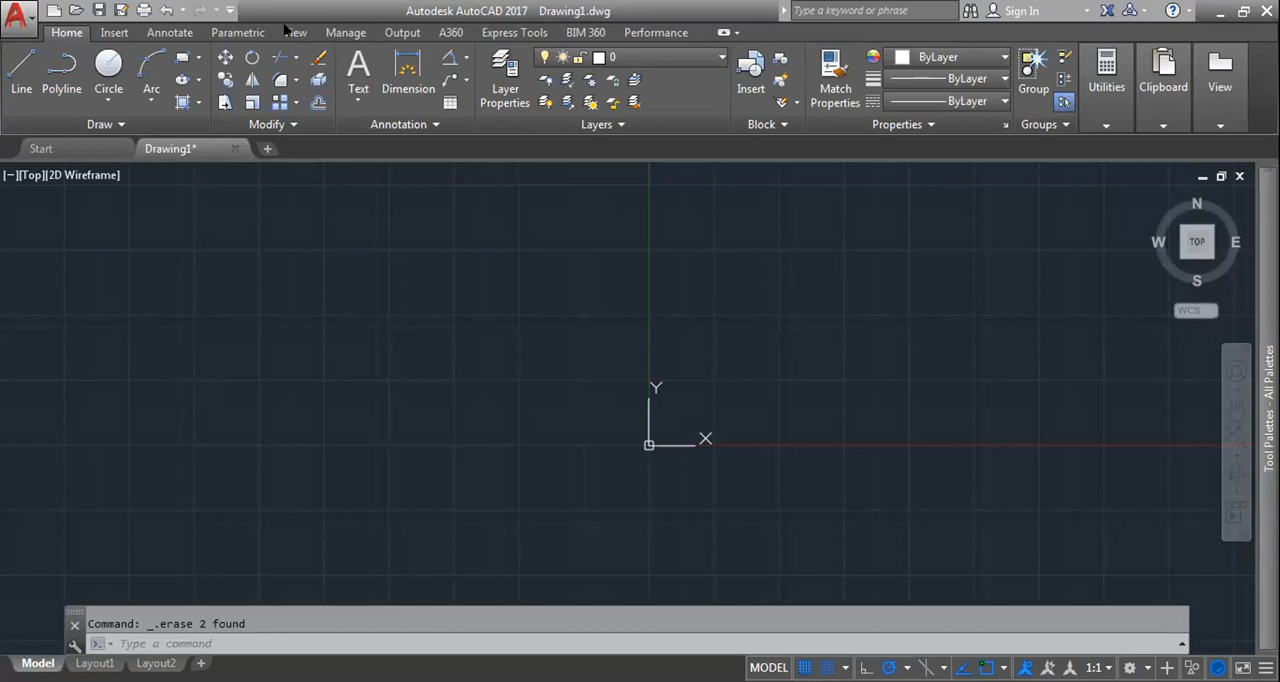 Autodesk AutoCAD 2017 Drawing1.dwg
Type a keyword or phrase
Sign In
Home Insert Annotate Parametric View Manage Output A360 Express Tools BIM 360 Performance
Line Polyline Circle Arc
Text Dimension
Layer Properties
0
Insert
Match Properties
ByLayer
ByLayer
ByLayer
Group
Utilities
Clipboard
View
Draw Modify Annotation Layers Block Properties Groups
Start Drawing1*
[−][Top][2D Wireframe]
N
W TOP E
S
WCS
Y
X
Tool Palettes - All Palettes
Command: _.erase 2 found
Type a command
Model Layout1 Layout2
MODEL 1:1